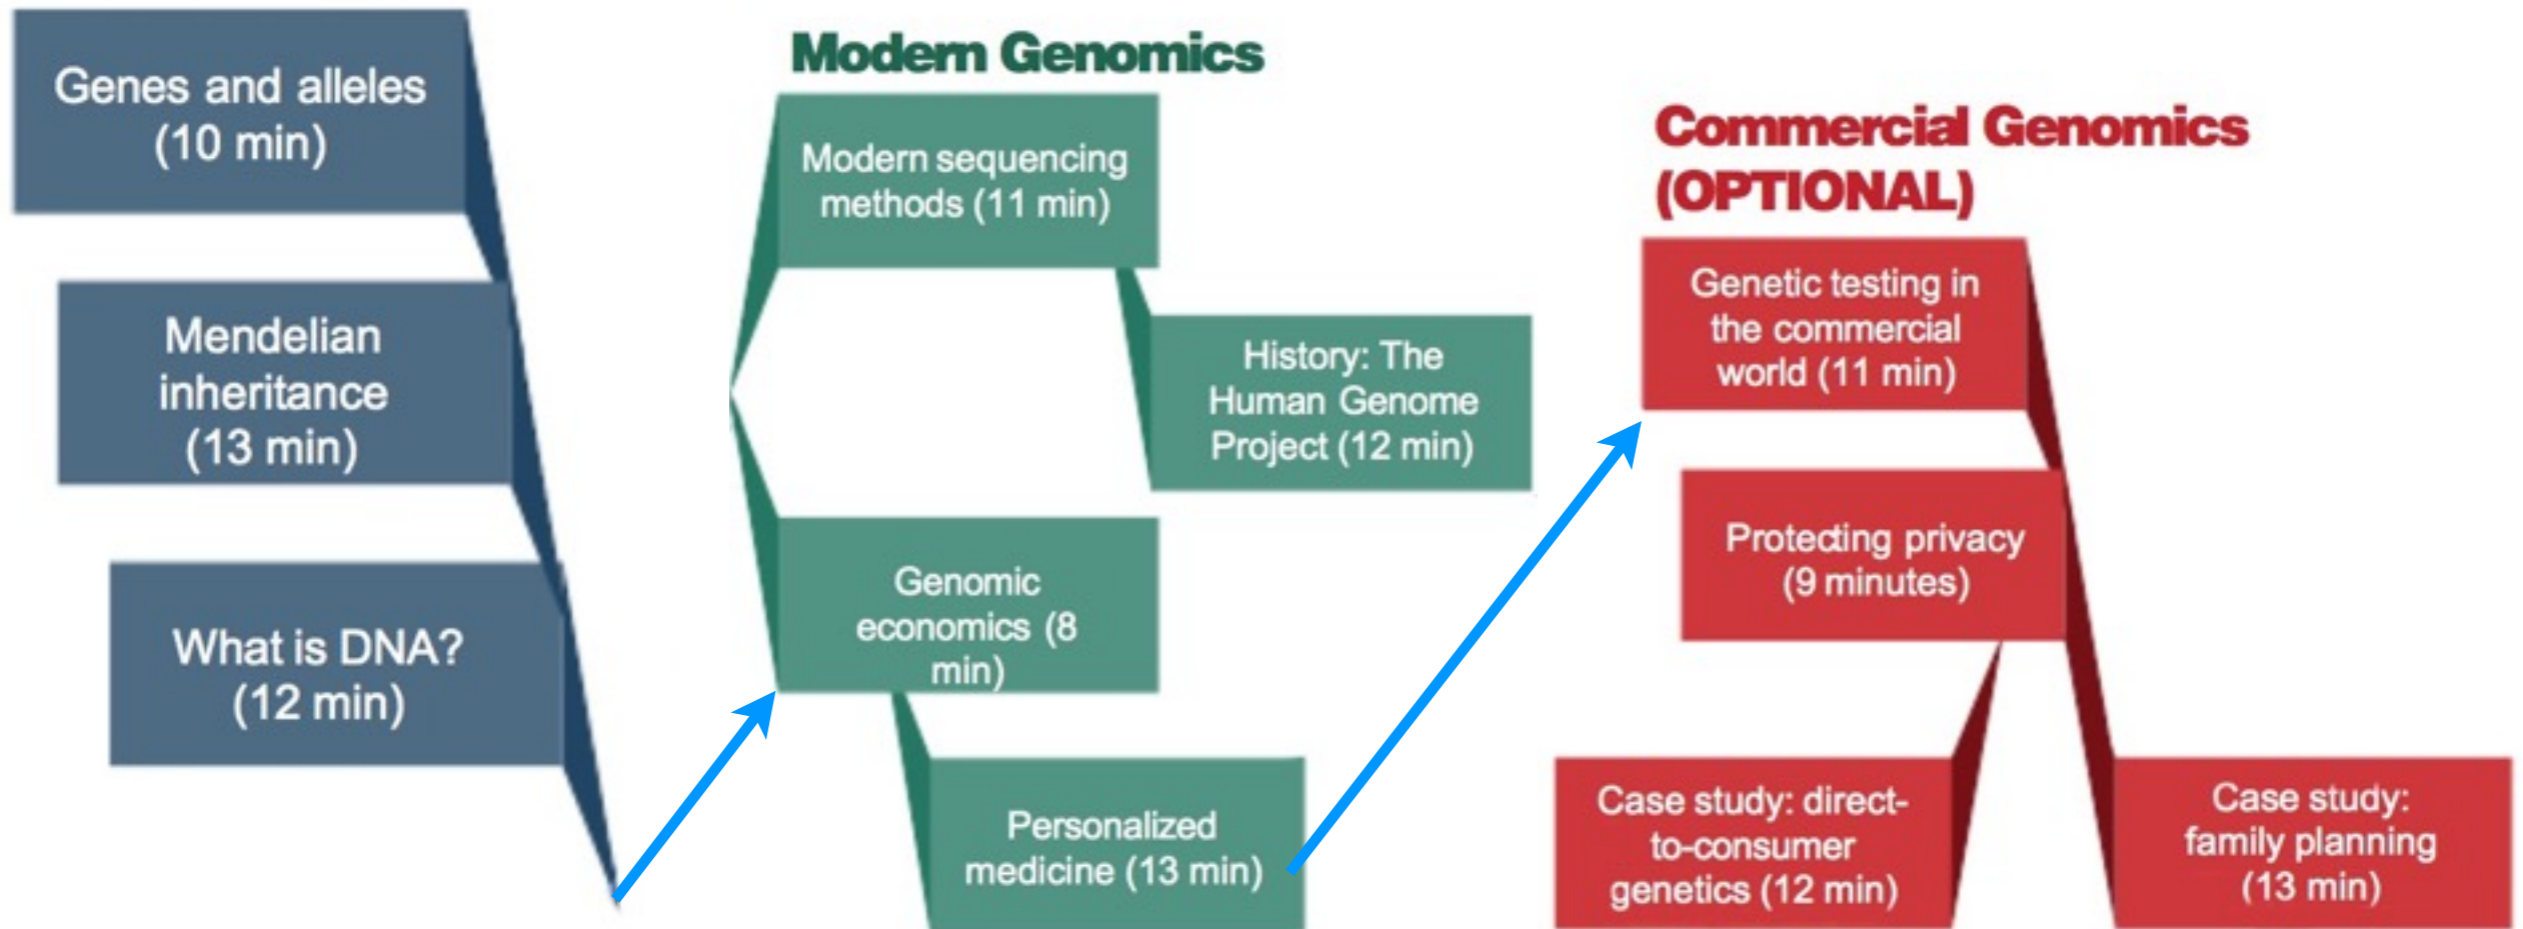 Genes and alleles
(10 min)
Mendelian
inheritance
(13 min)
What is DNA?
(12 min)
Modern Genomics
Modern sequencing
methods (11 min)
History: The
Human Genome
Project (12 min)
Genomic
economics (8
min)
Personalized
medicine (13 min)
Commercial Genomics
(OPTIONAL)
Genetic testing in
the commercial
world (11 min)
Protecting privacy
(9 minutes)
Case study: direct-
to-consumer
genetics (12 min)
Case study:
family planning
(13 min)